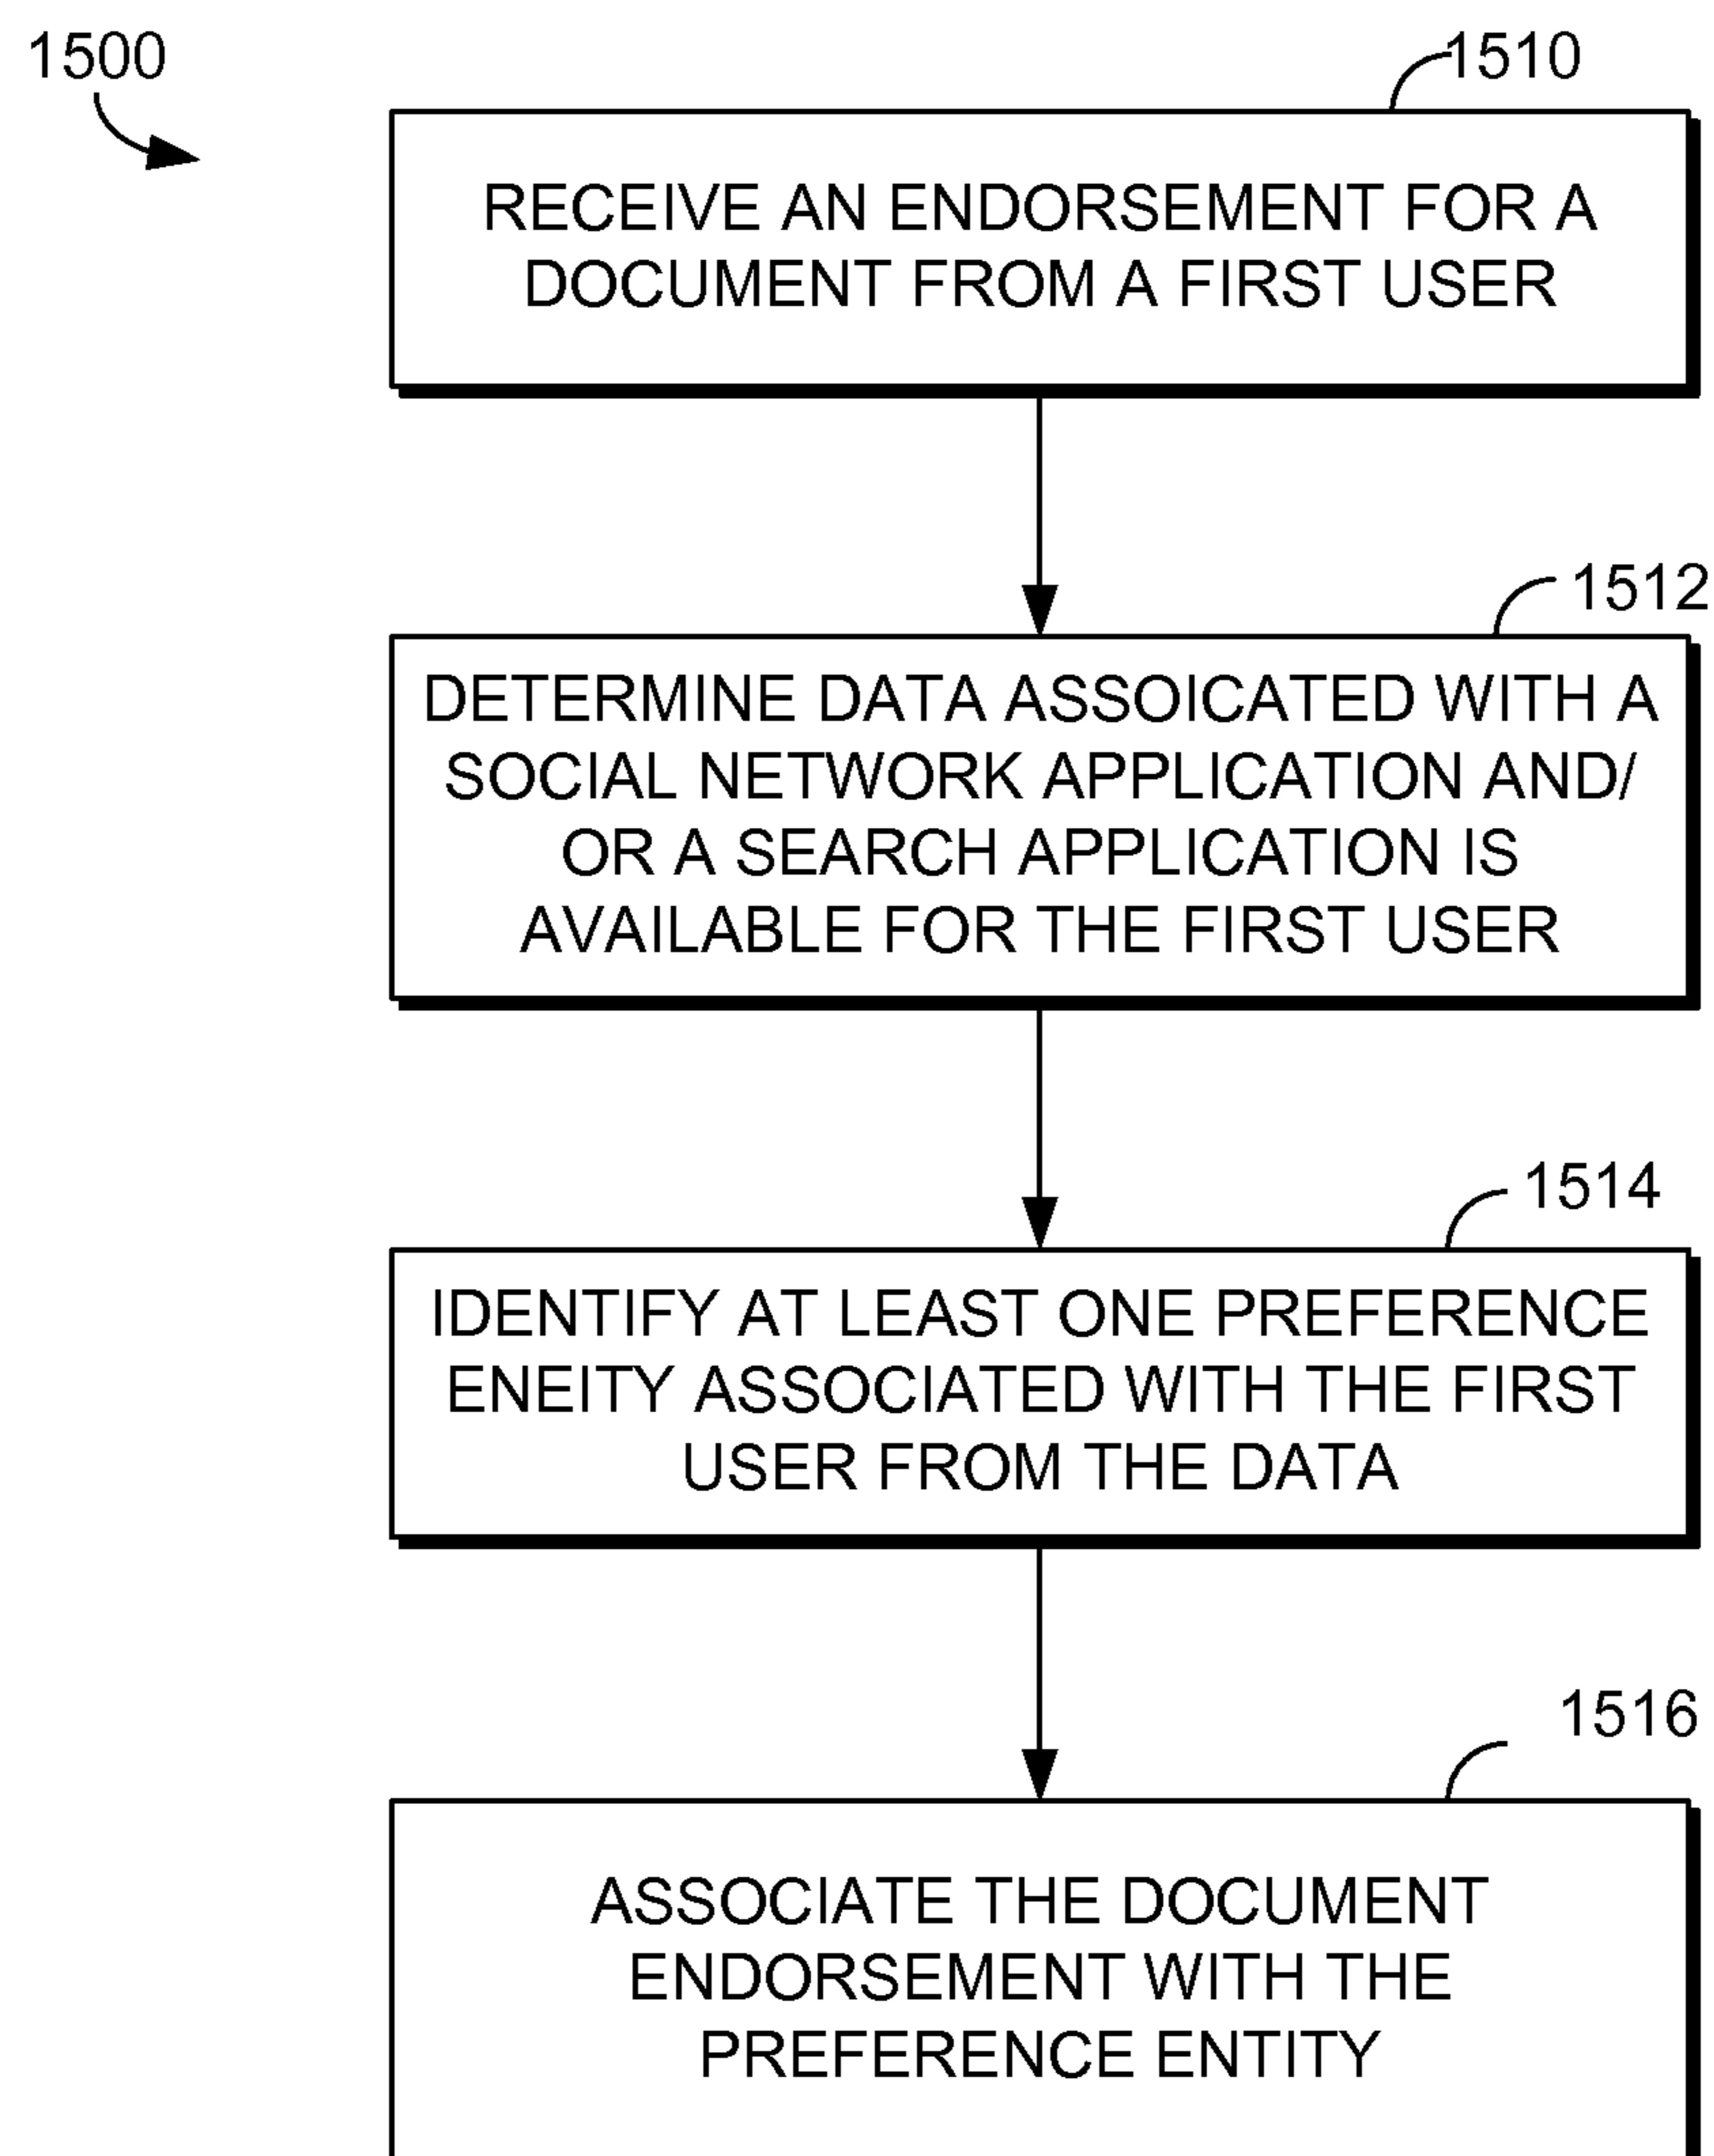 1500
1510
RECEIVE AN ENDORSEMENT FOR A
DOCUMENT FROM A FIRST USER
1512
DETERMINE DATA ASSOICATED WITH A
SOCIAL NETWORK APPLICATION AND/
OR A SEARCH APPLICATION IS
AVAILABLE FOR THE FIRST USER
1514
IDENTIFY AT LEAST ONE PREFERENCE
ENEITY ASSOCIATED WITH THE FIRST
USER FROM THE DATA
1516
ASSOCIATE THE DOCUMENT
ENDORSEMENT WITH THE
PREFERENCE ENTITY